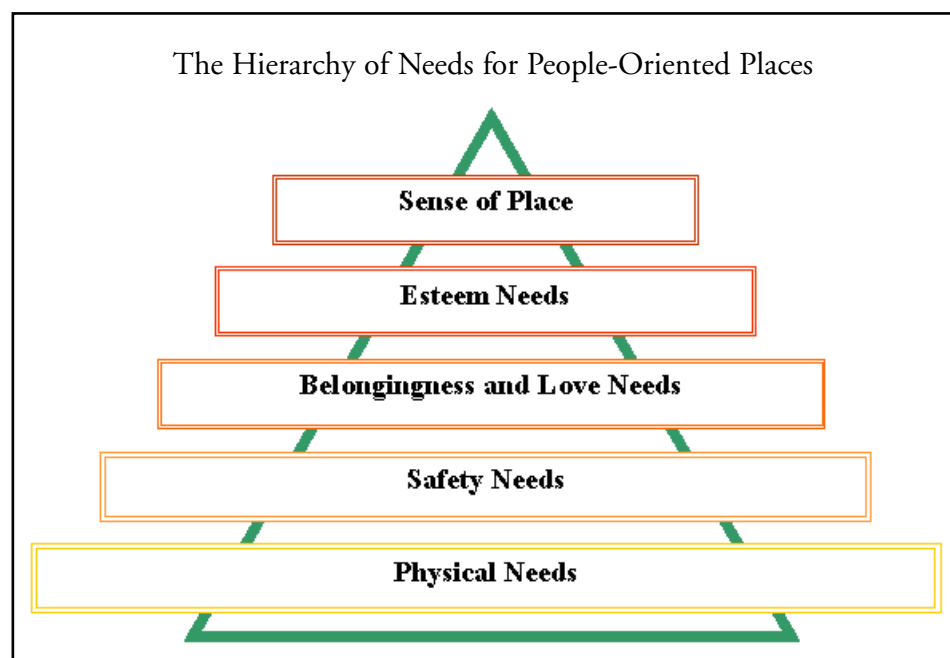 The Hierarchy of Needs for People-Oriented Places
Sense of Place
Esteem Needs
Belongingness and Love Needs
Safety Needs
Physical Needs